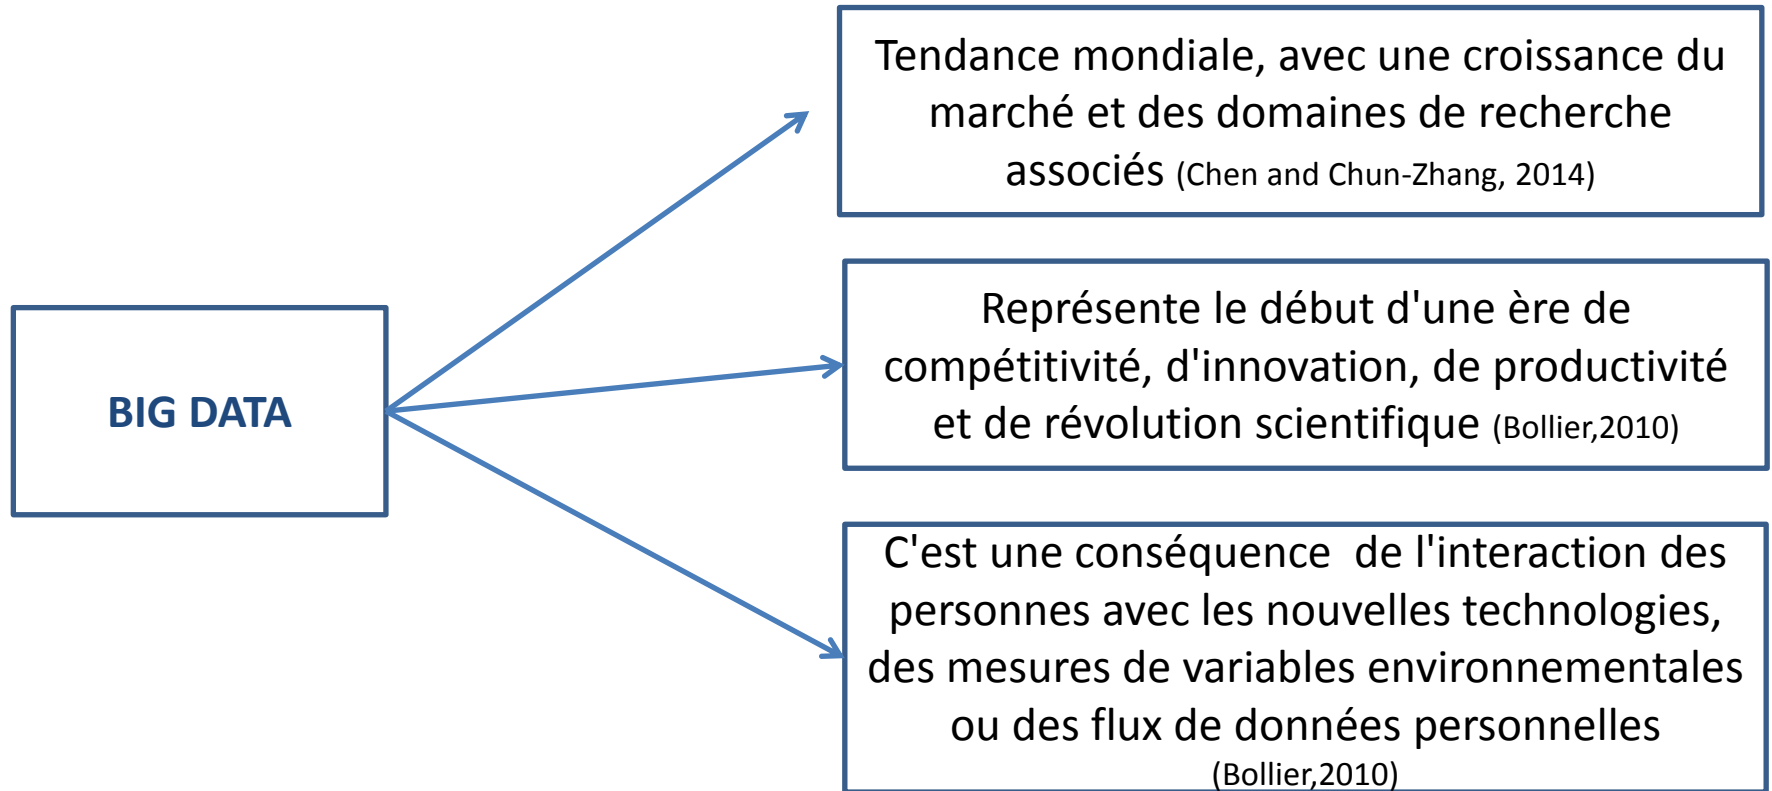 Tendance mondiale, avec une croissance du
marché et des domaines de recherche
associés (Chen and Chun-Zhang, 2014)
Représente le début d'une ère de
compétitivité, d'innovation, de productivité
et de révolution scientifique (Bollier,2010)
BIG DATA
C'est une conséquence  de l'interaction des
personnes avec les nouvelles technologies,
des mesures de variables environnementales
ou des flux de données personnelles
(Bollier,2010)